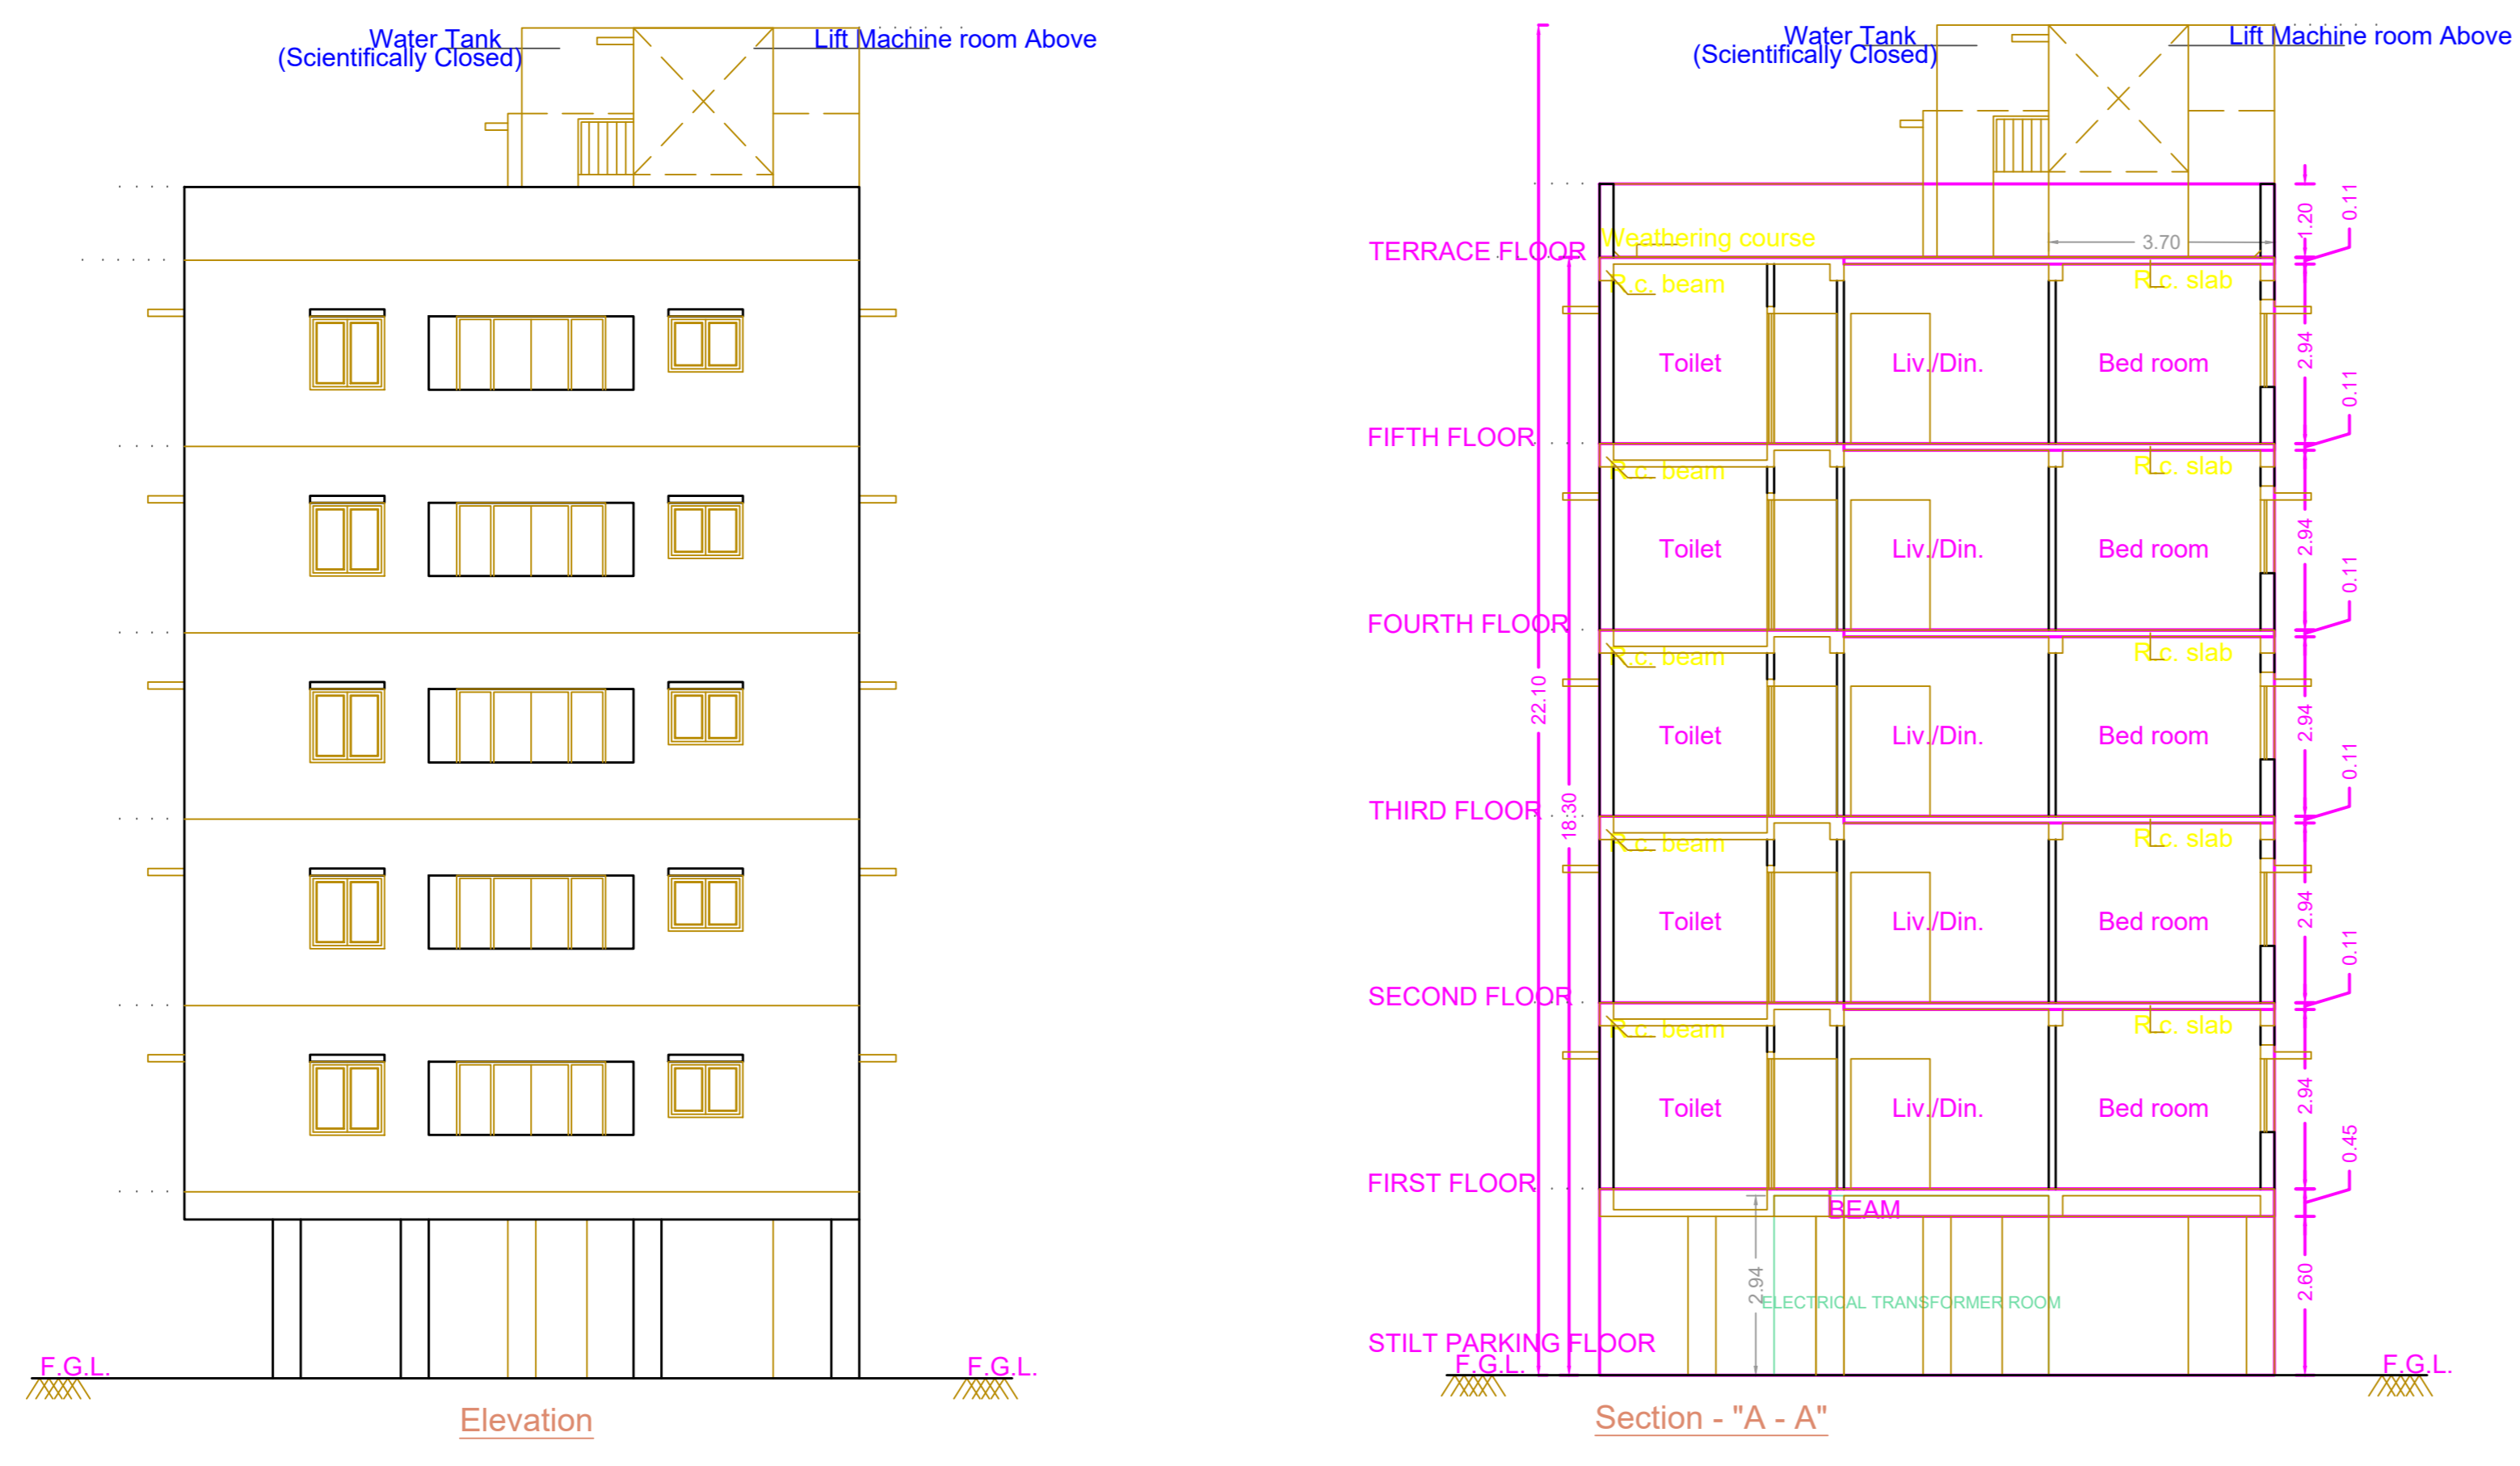 Water Tank
(Scientifically Closed)
Lift Machine room Above
F.G.L.
F.G.L.
Elevation
Water Tank
(Scientifically Closed)
Lift Machine room Above
1.20
0.11
TERRACE FLOOR
Weathering course
3.70
R.c. beam
R.c. slab
Toilet
Liv./Din.
Bed room
2.94
0.11
FIFTH FLOOR
R.c. beam
R.c. slab
Toilet
Liv./Din.
Bed room
2.94
0.11
FOURTH FLOOR
R.c. beam
R.c. slab
22.10
Toilet
Liv./Din.
Bed room
2.94
0.11
THIRD FLOOR
18.30
R.c. beam
R.c. slab
Toilet
Liv./Din.
Bed room
2.94
0.11
SECOND FLOOR
R.c. beam
R.c. slab
Toilet
Liv./Din.
Bed room
2.94
0.45
FIRST FLOOR
BEAM
2.94
2.60
ELECTRICAL TRANSFORMER ROOM
STILT PARKING FLOOR
F.G.L.
F.G.L.
Section - "A - A"